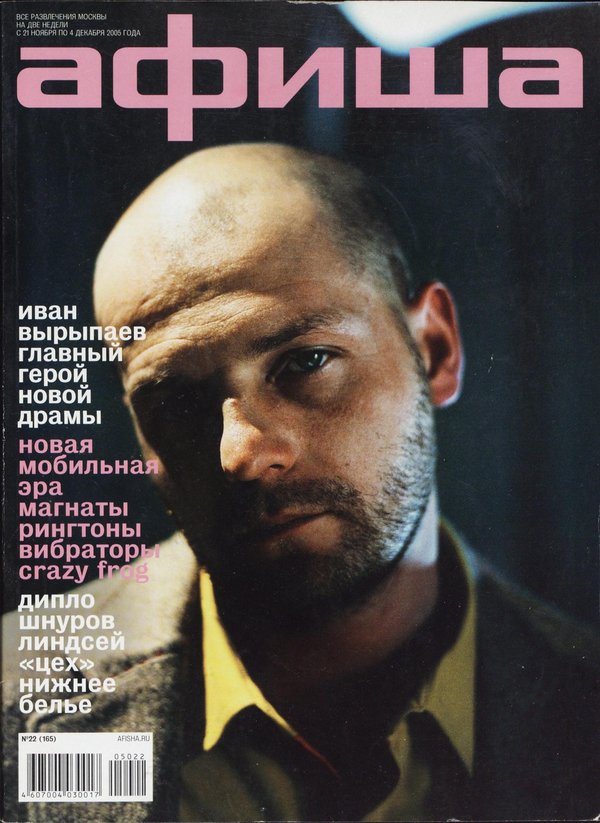 ВСЕ РАЗВЛЕЧЕНИЯ МОСКВЫ
НА ДВЕ НЕДЕЛИ
С 21 НОЯБРЯ ПО 4 ДЕКАБРЯ 2005 ГОДА
афиша
иван
вырыпаев
главный
герой
новой
драмы
новая
мобильная
эра
магнаты
рингтоны
вибраторы
crazy frog
дипло
шнуров
линдсей
«цех»
нижнее
белье
№22 (165)
AFISHA.RU
05022
4 607004 030017